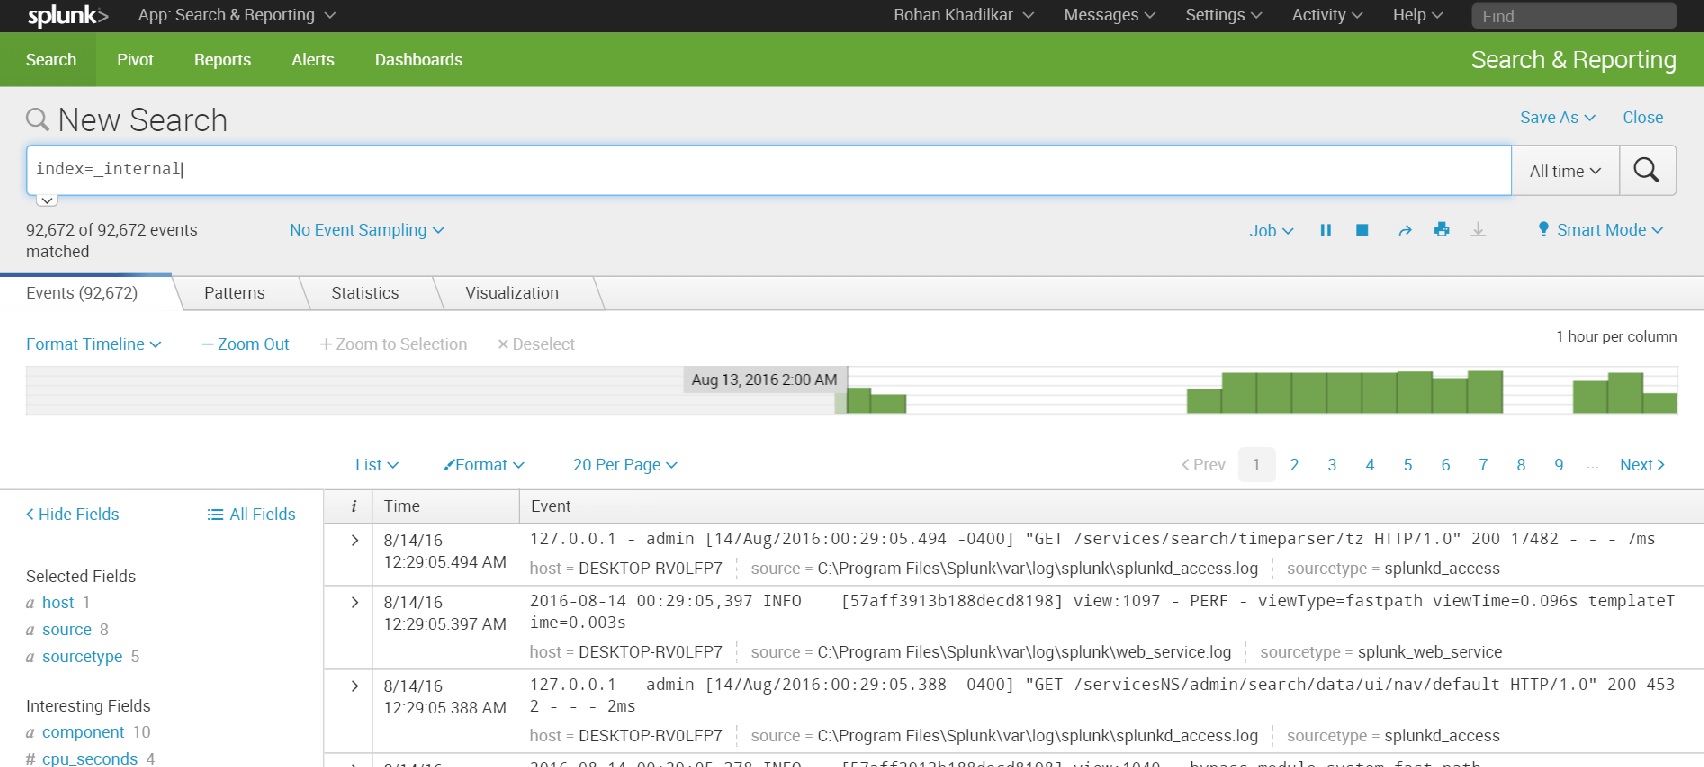 splunk> App: Search & Reporting Rohan Khadilkar Messages Settings Activity Help Find
Search Pivot Reports Alerts Dashboards Search & Reporting
New Search Save As Close
index=_internal All time
92,672 of 92,672 events matched No Event Sampling Job Smart Mode
Events (92,672) Patterns Statistics Visualization
Format Timeline — Zoom Out + Zoom to Selection × Deselect 1 hour per column
Aug 13, 2016 2:00 AM
List Format 20 Per Page < Prev 1 2 3 4 5 6 7 8 9 ... Next >
< Hide Fields All Fields
Selected Fields
a host 1
a source 8
a sourcetype 5
Interesting Fields
a component 10
# cpu_seconds 4
i Time Event
> 8/14/16 12:29:05.494 AM
127.0.0.1 - admin [14/Aug/2016:00:29:05.494 -0400] "GET /services/search/timeparser/tz HTTP/1.0" 200 17482 - - - 7ms
host = DESKTOP-RV0LFP7 source = C:\Program Files\Splunk\var\log\splunk\splunkd_access.log sourcetype = splunkd_access
> 8/14/16 12:29:05.397 AM
2016-08-14 00:29:05,397 INFO [57aff3913b188decd8198] view:1097 - PERF - viewType=fastpath viewTime=0.096s templateT
ime=0.003s
host = DESKTOP-RV0LFP7 source = C:\Program Files\Splunk\var\log\splunk\web_service.log sourcetype = splunk_web_service
> 8/14/16 12:29:05.388 AM
127.0.0.1 admin [14/Aug/2016:00:29:05.388 0400] "GET /servicesNS/admin/search/data/ui/nav/default HTTP/1.0" 200 453
2 - - - 2ms
host = DESKTOP-RV0LFP7 source = C:\Program Files\Splunk\var\log\splunk\splunkd_access.log sourcetype = splunkd_access